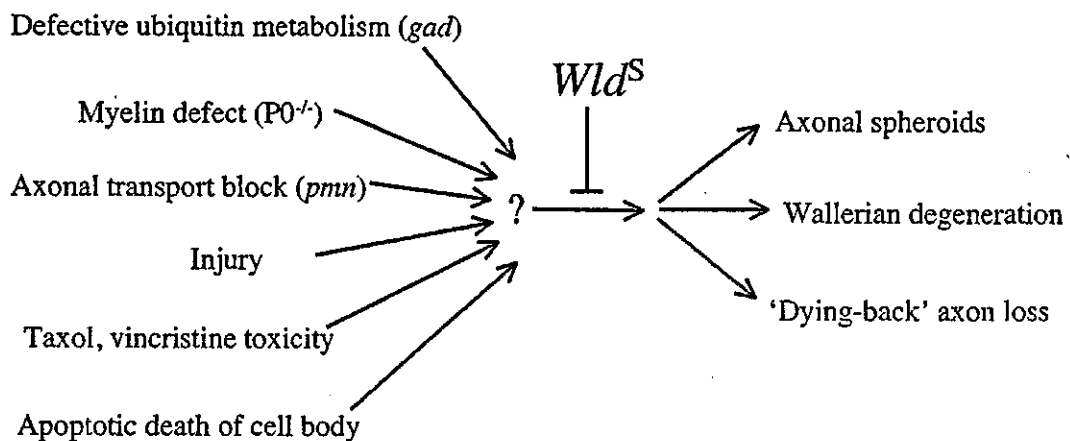 Defective ubiquitin metabolism (gad)
Wld^S
Myelin defect (P0^-/-)
Axonal spheroids
Axonal transport block (pmn)
?
Wallerian degeneration
Injury
'Dying-back' axon loss
Taxol, vincristine toxicity
Apoptotic death of cell body